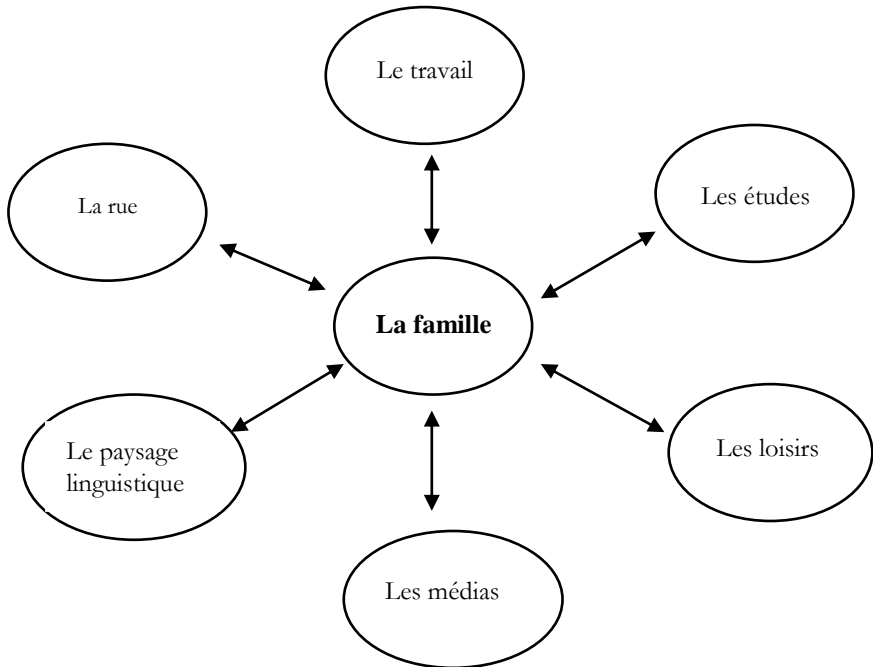 Le travail
Les études
La rue
La famille
Le paysage
linguistique
Les loisirs
Les médias